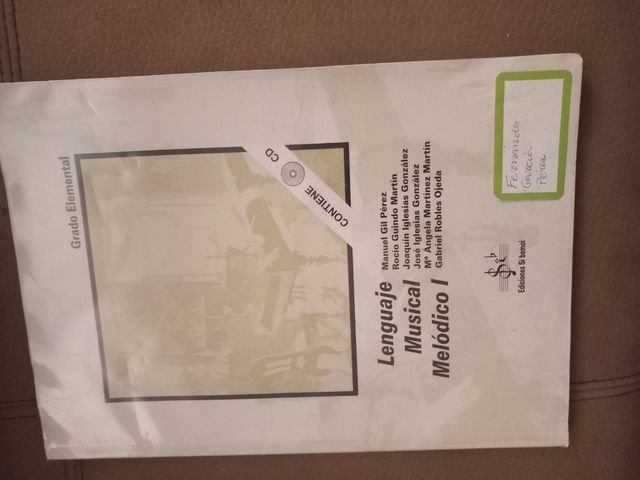 Grado Elemental
CONTIENE
CD
Lenguaje
Musical
Melódico I
Manuel Gil Pérez
Rocío Guindo Martín
Joaquín Iglesias González
José Iglesias González
Mª Ángela Martínez Martín
Gabriel Robles Ojeda
Ediciones Si bemol
Fernando
García